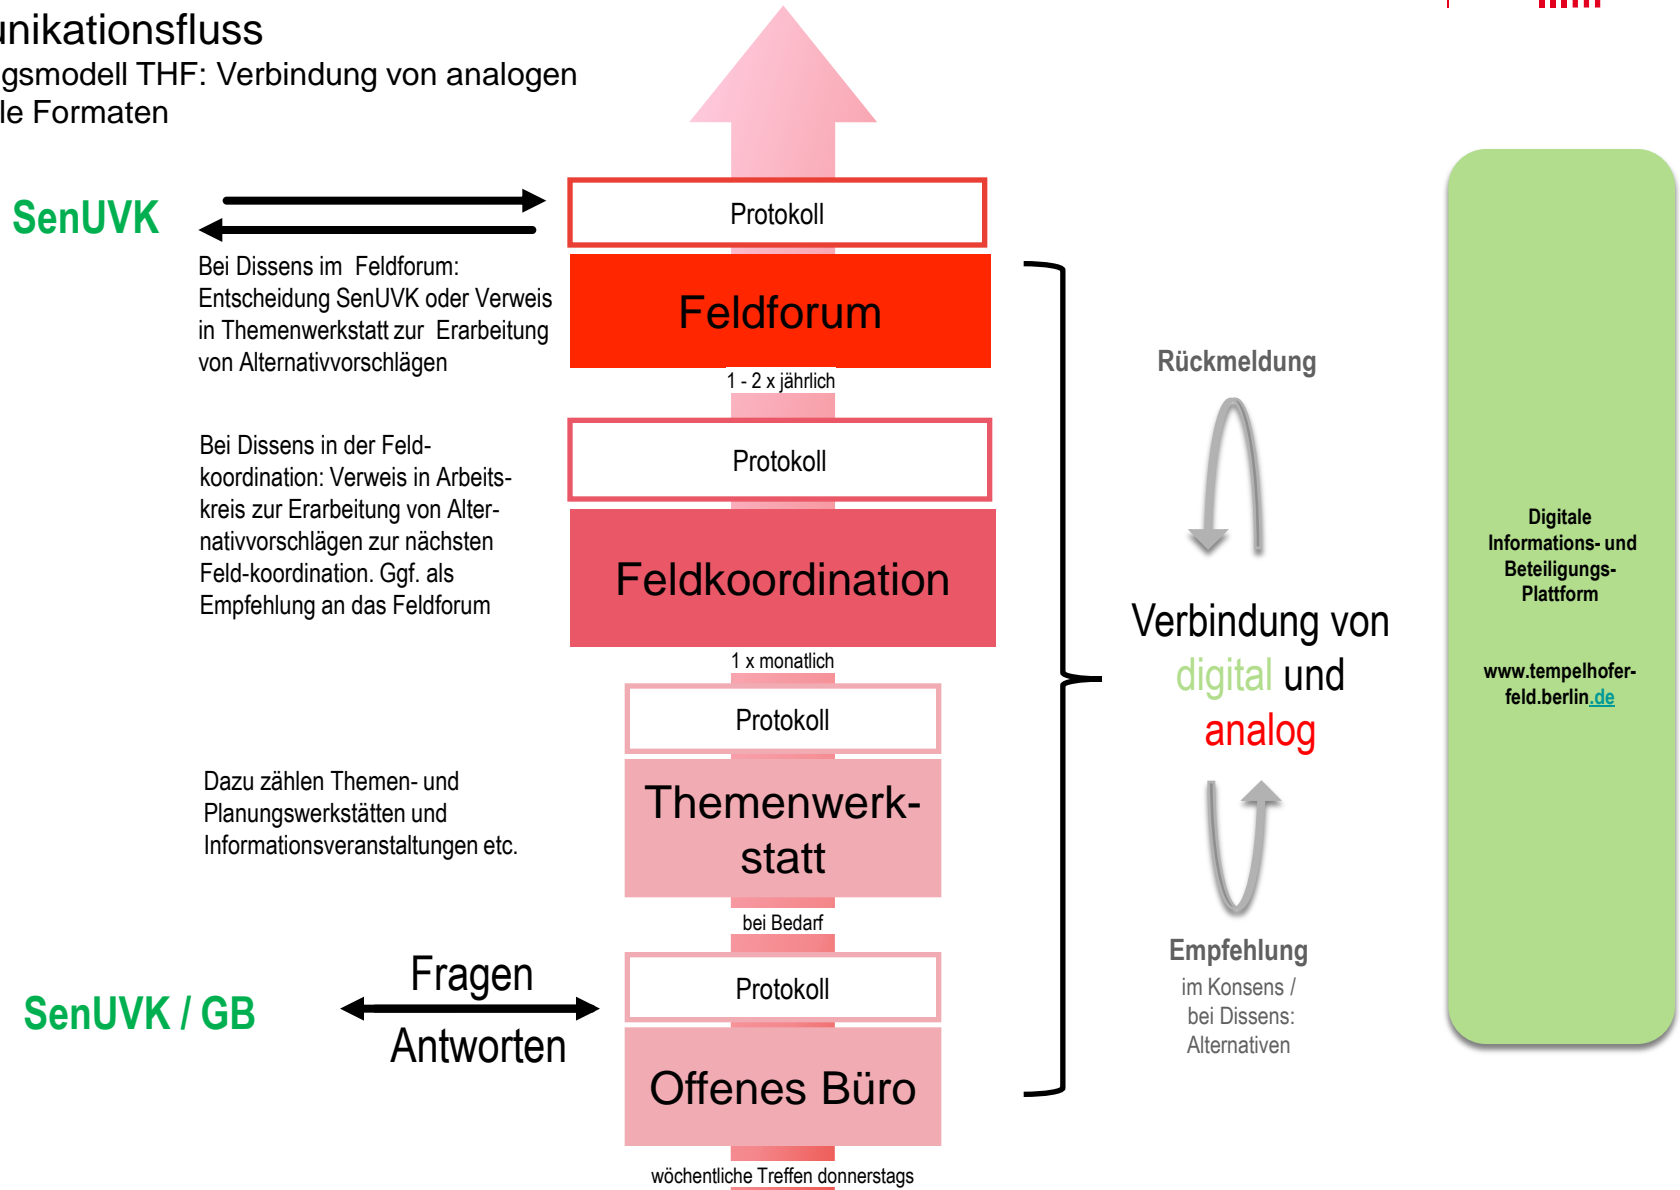 unikationsfluss
gsmodell THF: Verbindung von analogen
le Formaten
SenUVK
Protokoll
Bei Dissens im Feldforum:
Entscheidung SenUVK oder Verweis
in Themenwerkstatt zur Erarbeitung
von Alternativvorschlägen
Feldforum
1 - 2 x jährlich
Bei Dissens in der Feld-
koordination: Verweis in Arbeits-
kreis zur Erarbeitung von Alter-
nativvorschlägen zur nächsten
Feld-koordination. Ggf. als
Empfehlung an das Feldforum
Protokoll
Feldkoordination
1 x monatlich
Protokoll
Dazu zählen Themen- und
Planungswerkstätten und
Informationsveranstaltungen etc.
Themenwerk-
statt
bei Bedarf
SenUVK / GB
Fragen
Antworten
Protokoll
Offenes Büro
wöchentliche Treffen donnerstags
Rückmeldung
Verbindung von
digital und
analog
Empfehlung
im Konsens /
bei Dissens:
Alternativen
Digitale
Informations- und
Beteiligungs-
Plattform
www.tempelhofer-
feld.berlin.de